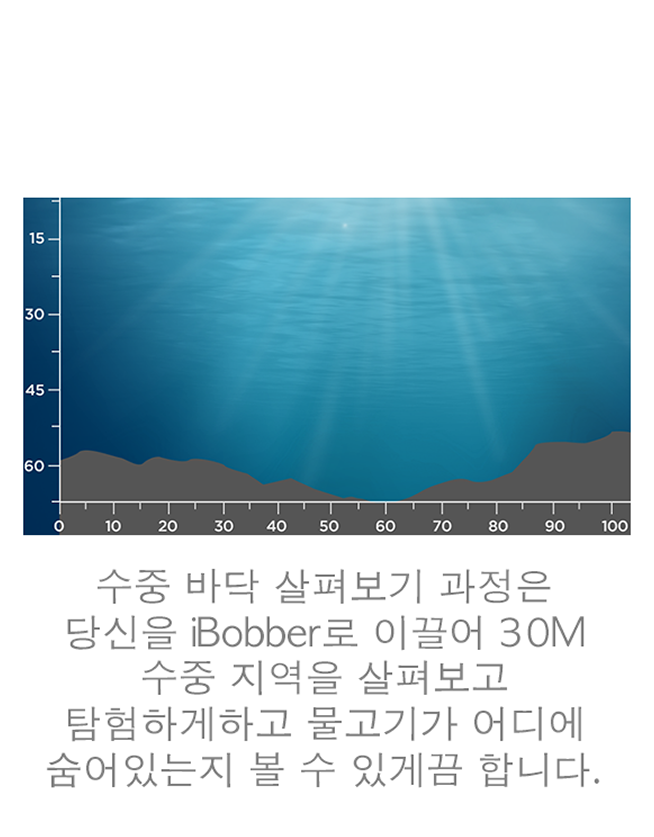 15
30
45
60
0 10 20 30 40 50 60 70 80 90 100
수중 바닥 살펴보기 과정은
당신을 iBobber로 이끌어 30M
수중 지역을 살펴보고
탐험하게하고 물고기가 어디에
숨어있는지 볼 수 있게끔 합니다.